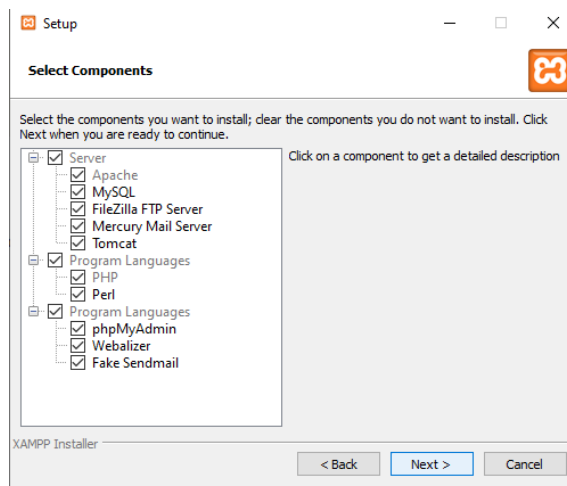 Setup
Select Components
Select the components you want to install; clear the components you do not want to install. Click
Next when you are ready to continue.
Server
Apache
MySQL
FileZilla FTP Server
Mercury Mail Server
Tomcat
Program Languages
PHP
Perl
Program Languages
phpMyAdmin
Webalizer
Fake Sendmail
Click on a component to get a detailed description
XAMPP Installer
< Back
Next >
Cancel